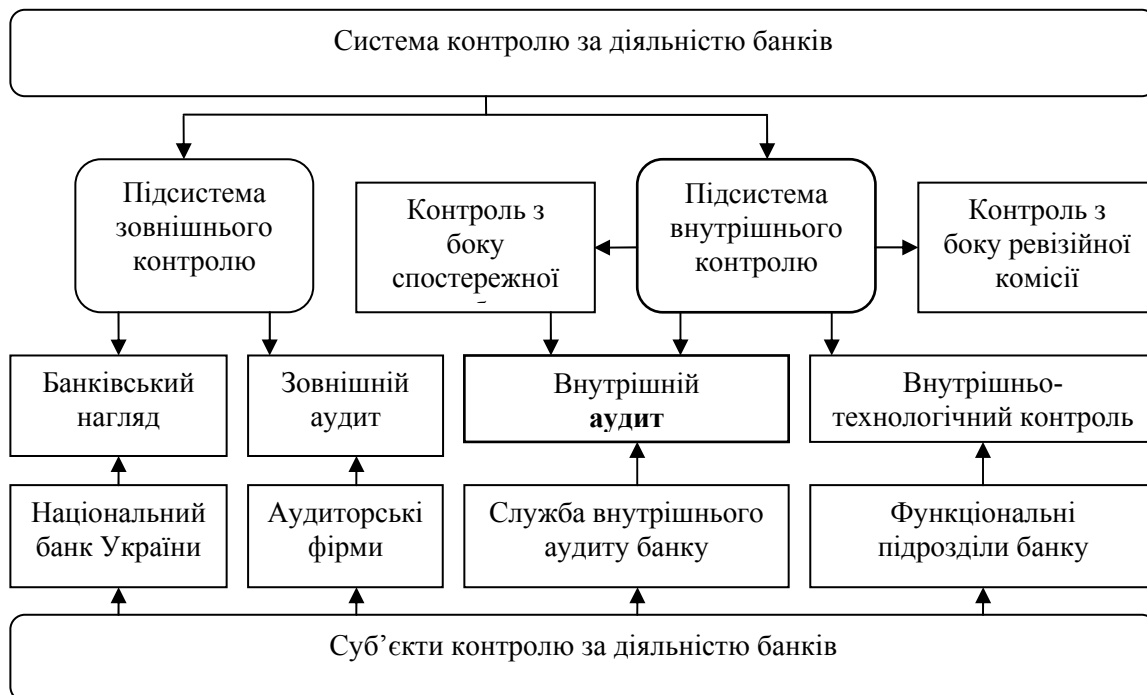 Система контролю за діяльністю банків
Підсистема
зовнішнього
контролю
Контроль з
боку
спостережної
Підсистема
внутрішнього
контролю
Контроль з
боку ревізійної
комісії
Банківський
нагляд
Зовнішній
аудит
Внутрішній
аудит
Внутрішньо-
технологічний контроль
Національний
банк України
Аудиторські
фірми
Служба внутрішнього
аудиту банку
Функціональні
підрозділи банку
Суб’єкти контролю за діяльністю банків